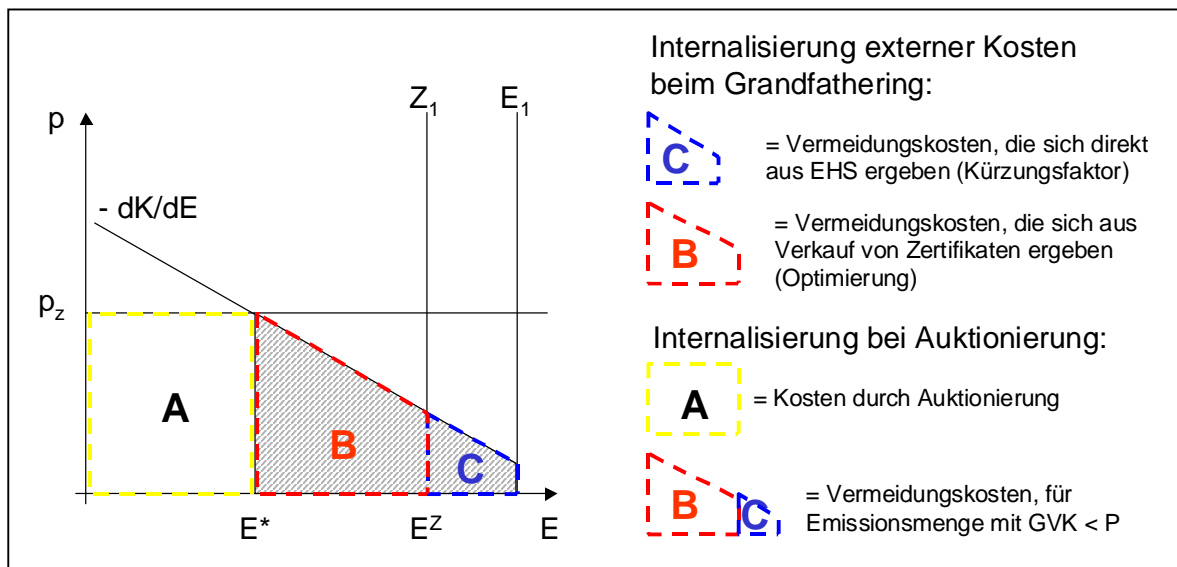 Z1 E1
p
- dK/dE
pz
A
B
C
E* EZ E
Internalisierung externer Kosten
beim Grandfathering:
C
= Vermeidungskosten, die sich direkt
aus EHS ergeben (Kürzungsfaktor)
B
= Vermeidungskosten, die sich aus
Verkauf von Zertifikaten ergeben
(Optimierung)
Internalisierung bei Auktionierung:
A
= Kosten durch Auktionierung
B C
= Vermeidungskosten, für
Emissionsmenge mit GVK < P